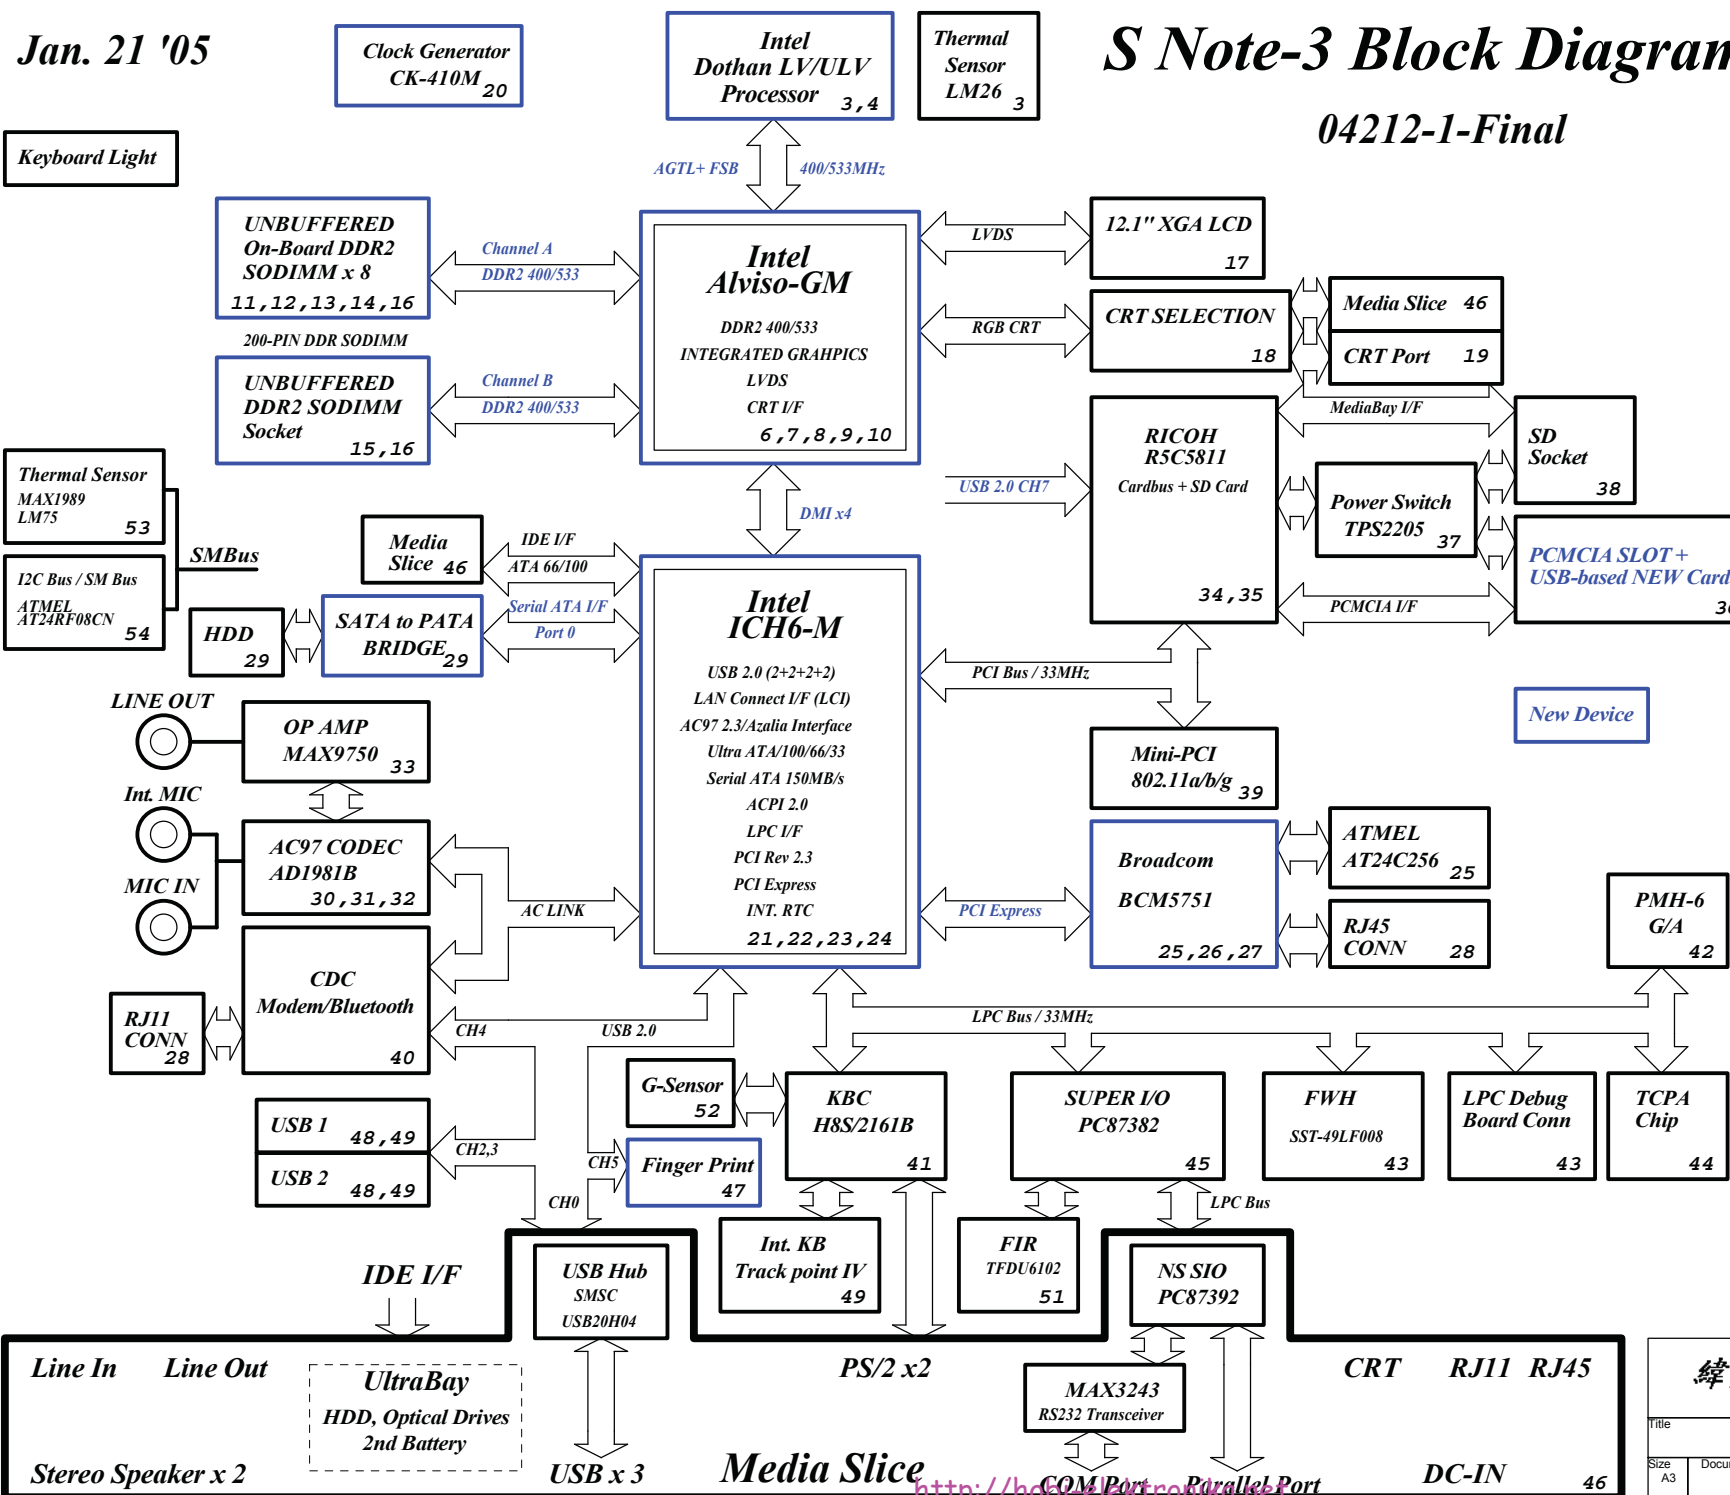 Jan. 21 '05
S Note-3 Block Diagram
04212-1-Final
Clock Generator
CK-410M
20
Intel
Dothan LV/ULV
Processor
3,4
Thermal
Sensor
LM26
3
Keyboard Light
AGTL+ FSB
400/533MHz
UNBUFFERED
On-Board DDR2
SODIMM x 8
11,12,13,14,16
Channel A
DDR2 400/533
200-PIN DDR SODIMM
UNBUFFERED
DDR2 SODIMM
Socket
15,16
Channel B
DDR2 400/533
Intel
Alviso-GM
DDR2 400/533
INTEGRATED GRAHPICS
LVDS
CRT I/F
6,7,8,9,10
LVDS
12.1" XGA LCD
17
RGB CRT
CRT SELECTION
18
Media Slice 46
CRT Port 19
MediaBay I/F
RICOH
R5C5811
Cardbus + SD Card
34,35
USB 2.0 CH7
SD
Socket
38
Power Switch
TPS2205
37
PCMCIA SLOT +
USB-based NEW Card
PCMCIA I/F
DMI x4
Thermal Sensor
MAX1989
LM75
53
SMBus
I2C Bus / SM Bus
ATMEL
AT24RF08CN
54
Media
Slice 46
IDE I/F
ATA 66/100
HDD
29
SATA to PATA
BRIDGE
29
Serial ATA I/F
Port 0
Intel
ICH6-M
USB 2.0 (2+2+2+2)
LAN Connect I/F (LCI)
AC97 2.3/Azalia Interface
Ultra ATA/100/66/33
Serial ATA 150MB/s
ACPI 2.0
LPC I/F
PCI Rev 2.3
PCI Express
INT. RTC
21,22,23,24
PCI Bus / 33MHz
New Device
Mini-PCI
802.11a/b/g
39
LINE OUT
OP AMP
MAX9750
33
Int. MIC
AC97 CODEC
AD1981B
30,31,32
MIC IN
AC LINK
CDC
Modem/Bluetooth
40
RJ11
CONN
28
Broadcom
BCM5751
25,26,27
PCI Express
ATMEL
AT24C256
25
RJ45
CONN
28
PMH-6
G/A
42
CH4
USB 2.0
LPC Bus / 33MHz
USB 1
48,49
USB 2
48,49
CH2,3
CH5
CH0
G-Sensor
52
Finger Print
47
KBC
H8S/2161B
41
SUPER I/O
PC87382
45
FWH
SST-49LF008
43
LPC Debug
Board Conn
43
TCPA
Chip
44
LPC Bus
Int. KB
Track point IV
49
FIR
TFDU6102
51
NS SIO
PC87392
IDE I/F
USB Hub
SMSC
USB20H04
Line In
Line Out
UltraBay
HDD, Optical Drives
2nd Battery
PS/2 x2
MAX3243
RS232 Transceiver
CRT
RJ11
RJ45
Stereo Speaker x 2
USB x 3
Media Slice
COM Port
Parallel Port
DC-IN
46
http://hobi-elektronika.net
緯
Title
Size
A3